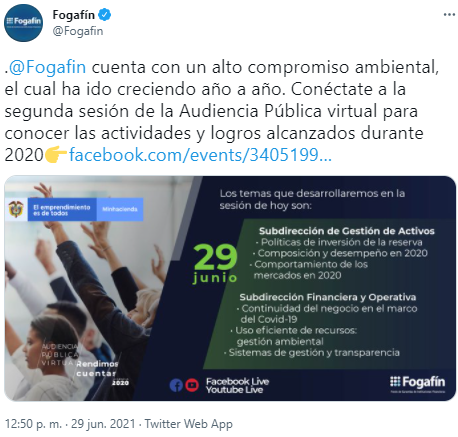 Fogafín
@Fogafin
.@Fogafin cuenta con un alto compromiso ambiental,
el cual ha ido creciendo año a año. Conéctate a la
segunda sesión de la Audiencia Pública virtual para
conocer las actividades y logros alcanzados durante
2020👉facebook.com/events/3405199...
El emprendimiento
es de todos
Minhacienda
Los temas que desarrollaremos en la
sesión de hoy son:
29
junio
Subdirección de Gestión de Activos
· Políticas de inversión de la reserva
· Composición y desempeño en 2020
· Comportamiento de los
mercados en 2020
Subdirección Financiera y Operativa
· Continuidad del negocio en el marco
del Covid-19
· Uso eficiente de recursos:
gestión ambiental
· Sistemas de gestión y transparencia
AUDIENCIA
PÚBLICA
VIRTUAL
Rendimos
cuentar
2020
Facebook Live
Youtube Live
Fogafín
12:50 p. m. · 29 jun. 2021 · Twitter Web App